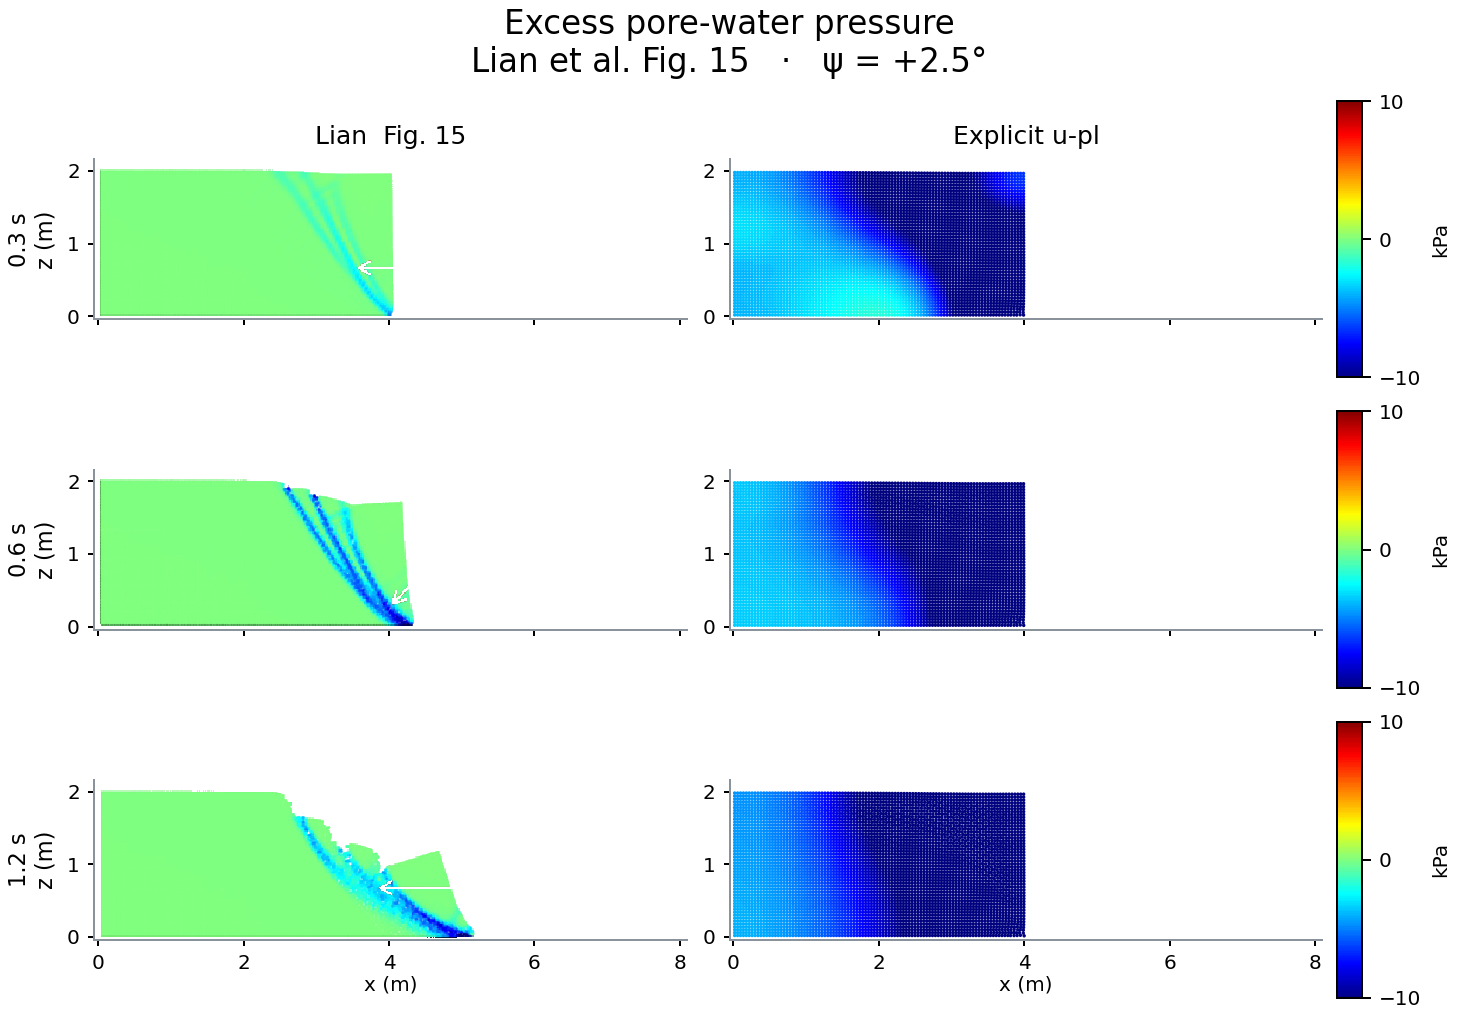 Excess pore-water pressure
Lian et al. Fig. 15 · ψ = +2.5°
Lian Fig. 15
Explicit u-pl
0.3 s
z (m)
2
1
0
2
1
0
10
0
−10
kPa
0.6 s
z (m)
2
1
0
2
1
0
10
0
−10
kPa
1.2 s
z (m)
2
1
0
2
1
0
10
0
−10
kPa
0 2 4 6 8
x (m)
0 2 4 6 8
x (m)